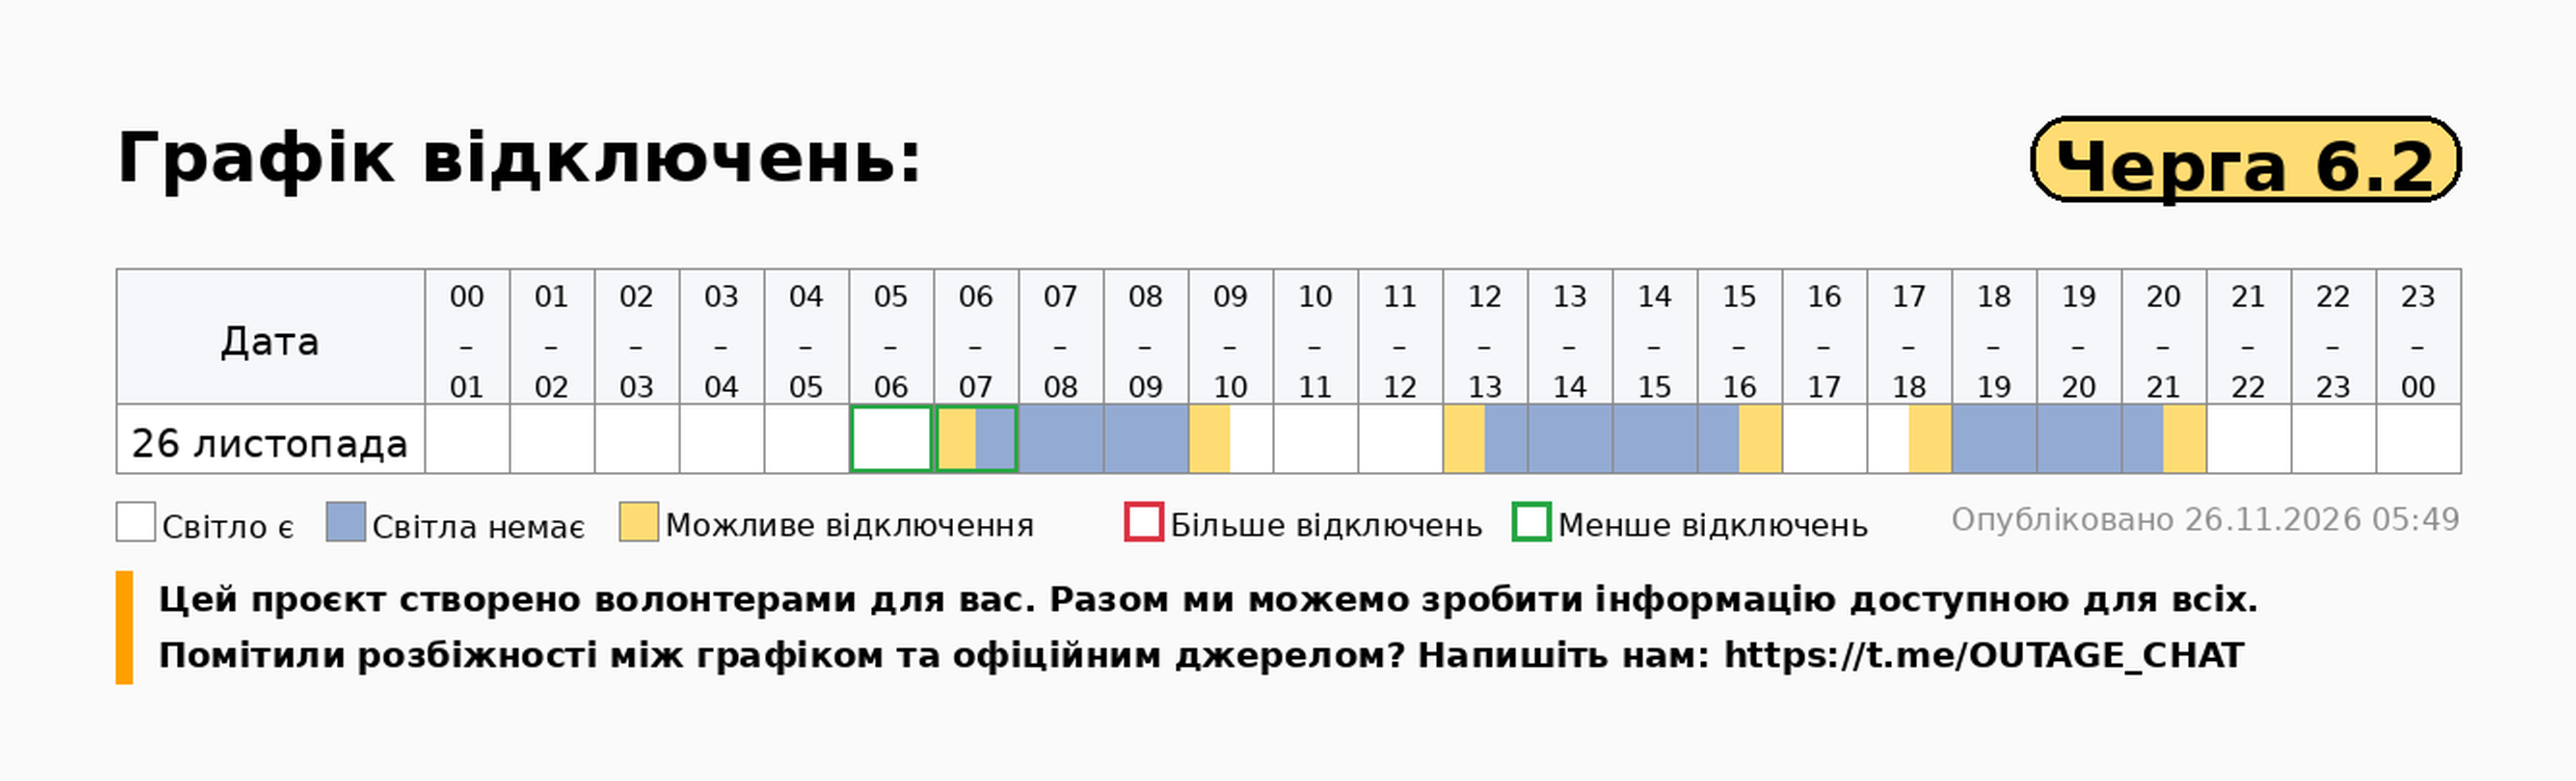 Графік відключень:
Черга 6.2
Дата
00 – 01
01 – 02
02 – 03
03 – 04
04 – 05
05 – 06
06 – 07
07 – 08
08 – 09
09 – 10
10 – 11
11 – 12
12 – 13
13 – 14
14 – 15
15 – 16
16 – 17
17 – 18
18 – 19
19 – 20
20 – 21
21 – 22
22 – 23
23 – 00
26 листопада
Світло є
Світла немає
Можливе відключення
Більше відключень
Менше відключень
Опубліковано 26.11.2026 05:49
Цей проєкт створено волонтерами для вас. Разом ми можемо зробити інформацію доступною для всіх.
Помітили розбіжності між графіком та офіційним джерелом? Напишіть нам: https://t.me/OUTAGE_CHAT